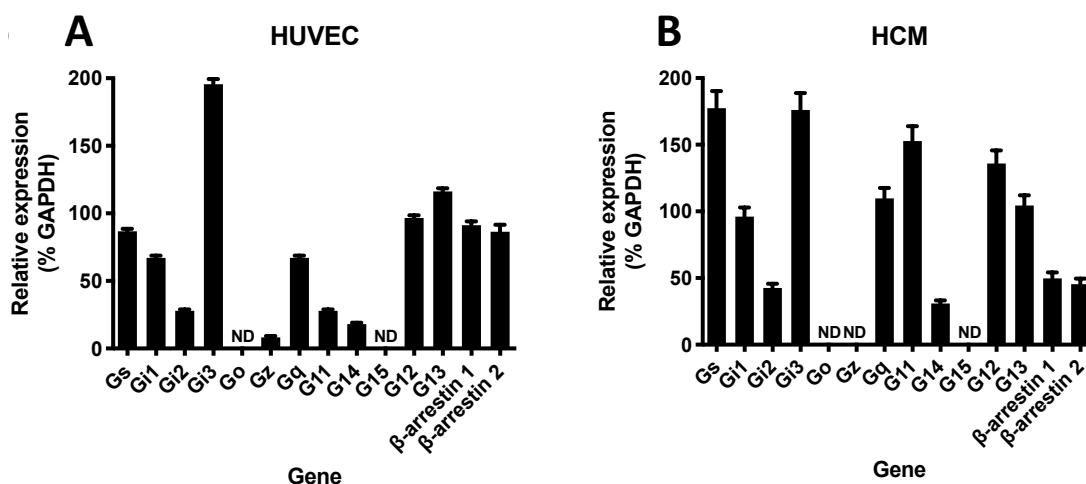 A
HUVEC
Relative expression
(% GAPDH)
200
150
100
50
0
ND
ND
Gs
Gi1
Gi2
Gi3
Go
Gz
Gq
G11
G14
G15
G12
G13
β-arrestin 1
β-arrestin 2
Gene
B
HCM
Relative expression
(% GAPDH)
200
150
100
50
0
ND
ND
ND
Gs
Gi1
Gi2
Gi3
Go
Gz
Gq
G11
G14
G15
G12
G13
β-arrestin 1
β-arrestin 2
Gene